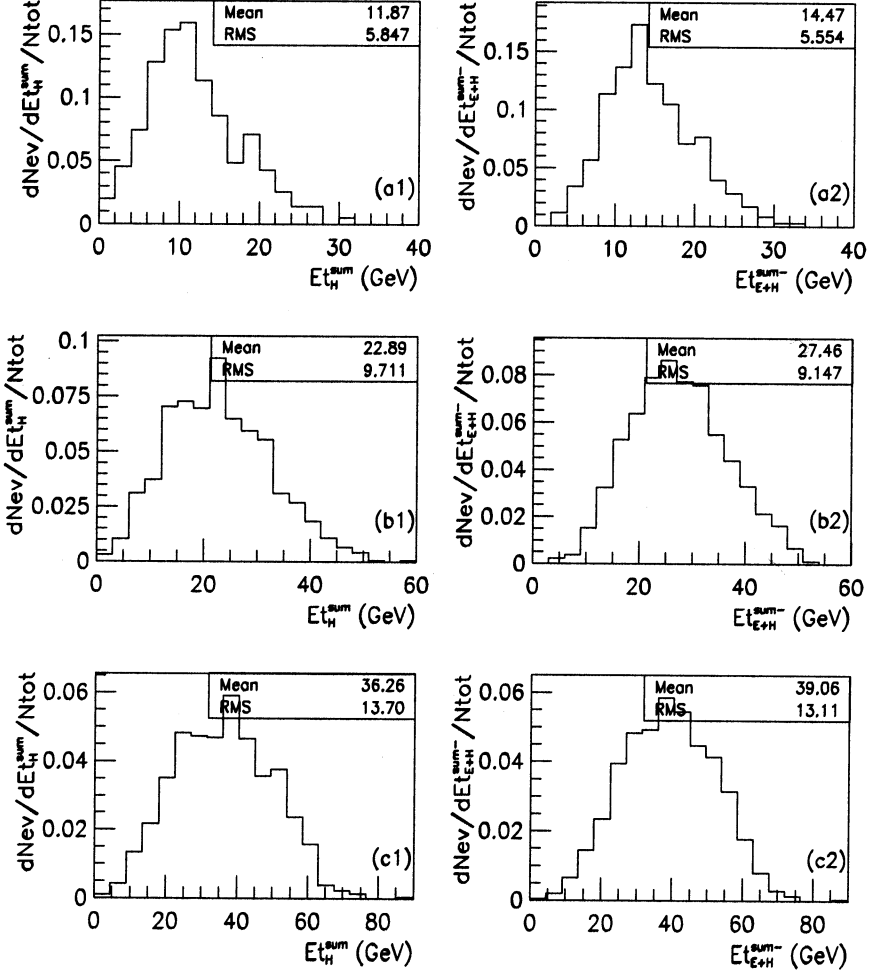 dNev/dEt_H^sum/Ntot
0.15
0.1
0.05
0
Mean 11.87
RMS 5.847
(a1)
0 10 20 30 40
Et_H^sum (GeV)
dNev/dEt_E+H^sum-/Ntot
0.15
0.1
0.05
0
Mean 14.47
RMS 5.554
(a2)
0 10 20 30 40
Et_E+H^sum- (GeV)
dNev/dEt_H^sum/Ntot
0.1
0.075
0.05
0.025
0
Mean 22.89
RMS 9.711
(b1)
0 20 40 60
Et_H^sum (GeV)
dNev/dEt_E+H^sum-/Ntot
0.08
0.06
0.04
0.02
0
Mean 27.46
RMS 9.147
(b2)
0 20 40 60
Et_E+H^sum- (GeV)
dNev/dEt_H^sum/Ntot
0.06
0.04
0.02
0
Mean 36.26
RMS 13.70
(c1)
0 20 40 60 80
Et_H^sum (GeV)
dNev/dEt_E+H^sum-/Ntot
0.06
0.04
0.02
0
Mean 39.06
RMS 13.11
(c2)
0 20 40 60 80
Et_E+H^sum- (GeV)